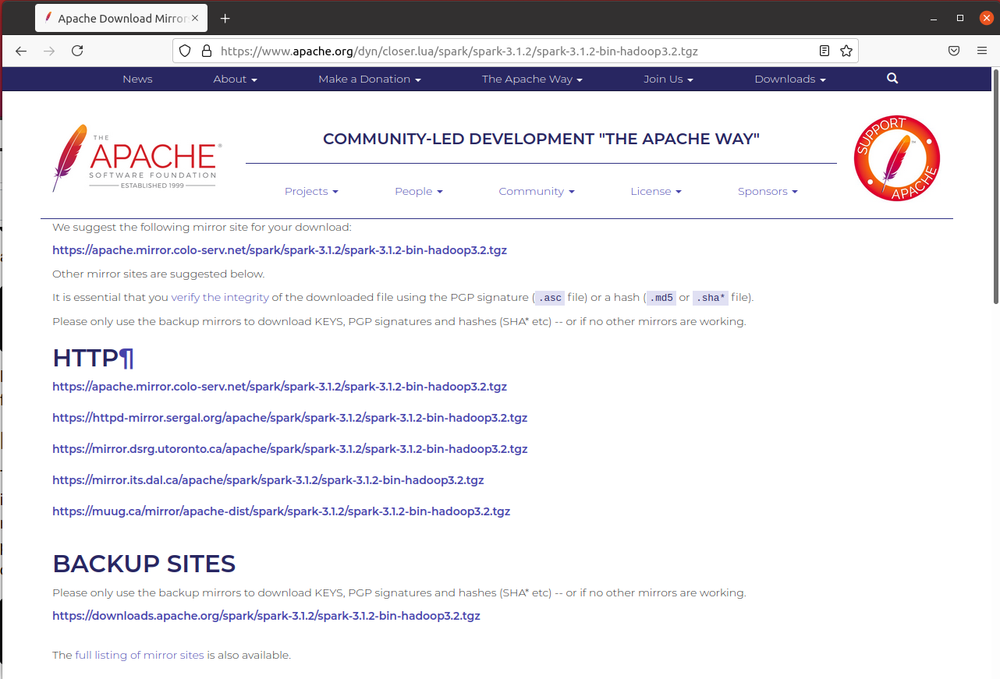 Apache Download Mirror
https://www.apache.org/dyn/closer.lua/spark/spark-3.1.2/spark-3.1.2-bin-hadoop3.2.tgz
News About Make a Donation The Apache Way Join Us Downloads
THE
APACHE®
SOFTWARE FOUNDATION
ESTABLISHED 1999
COMMUNITY-LED DEVELOPMENT "THE APACHE WAY"
Projects People Community License Sponsors
SUPPORT
APACHE
We suggest the following mirror site for your download:
https://apache.mirror.colo-serv.net/spark/spark-3.1.2/spark-3.1.2-bin-hadoop3.2.tgz
Other mirror sites are suggested below.
It is essential that you verify the integrity of the downloaded file using the PGP signature ( .asc file) or a hash ( .md5 or .sha* file).
Please only use the backup mirrors to download KEYS, PGP signatures and hashes (SHA* etc) -- or if no other mirrors are working.
HTTP¶
https://apache.mirror.colo-serv.net/spark/spark-3.1.2/spark-3.1.2-bin-hadoop3.2.tgz
https://httpd-mirror.sergal.org/apache/spark/spark-3.1.2/spark-3.1.2-bin-hadoop3.2.tgz
https://mirror.dsrg.utoronto.ca/apache/spark/spark-3.1.2/spark-3.1.2-bin-hadoop3.2.tgz
https://mirror.its.dal.ca/apache/spark/spark-3.1.2/spark-3.1.2-bin-hadoop3.2.tgz
https://muug.ca/mirror/apache-dist/spark/spark-3.1.2/spark-3.1.2-bin-hadoop3.2.tgz
BACKUP SITES
Please only use the backup mirrors to download KEYS, PGP signatures and hashes (SHA* etc) -- or if no other mirrors are working.
https://downloads.apache.org/spark/spark-3.1.2/spark-3.1.2-bin-hadoop3.2.tgz
The full listing of mirror sites is also available.